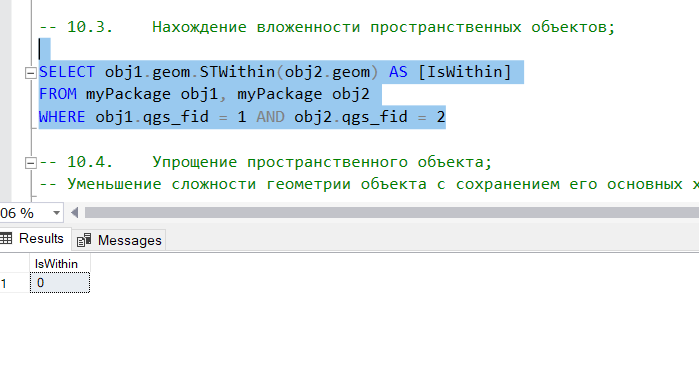 -- 10.3. Нахождение вложенности пространственных объектов;
SELECT obj1.geom.STWithin(obj2.geom) AS [IsWithin]
FROM myPackage obj1, myPackage obj2
WHERE obj1.qgs_fid = 1 AND obj2.qgs_fid = 2
-- 10.4. Упрощение пространственного объекта;
-- Уменьшение сложности геометрии объекта с сохранением его основных х
06 %
Results Messages
IsWithin
1 0